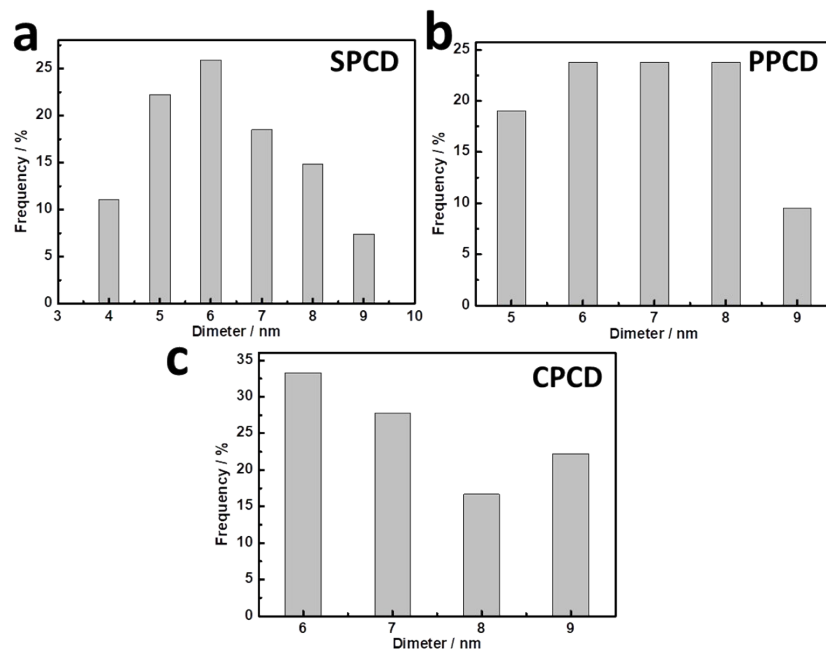 a
SPCD
Frequency / %
25
20
15
10
5
0
3 4 5 6 7 8 9 10
Dimeter / nm
b
PPCD
Frequency / %
25
20
15
10
5
0
5 6 7 8 9
Dimeter / nm
c
CPCD
Frequency / %
35
30
25
20
15
10
5
0
6 7 8 9
Dimeter / nm